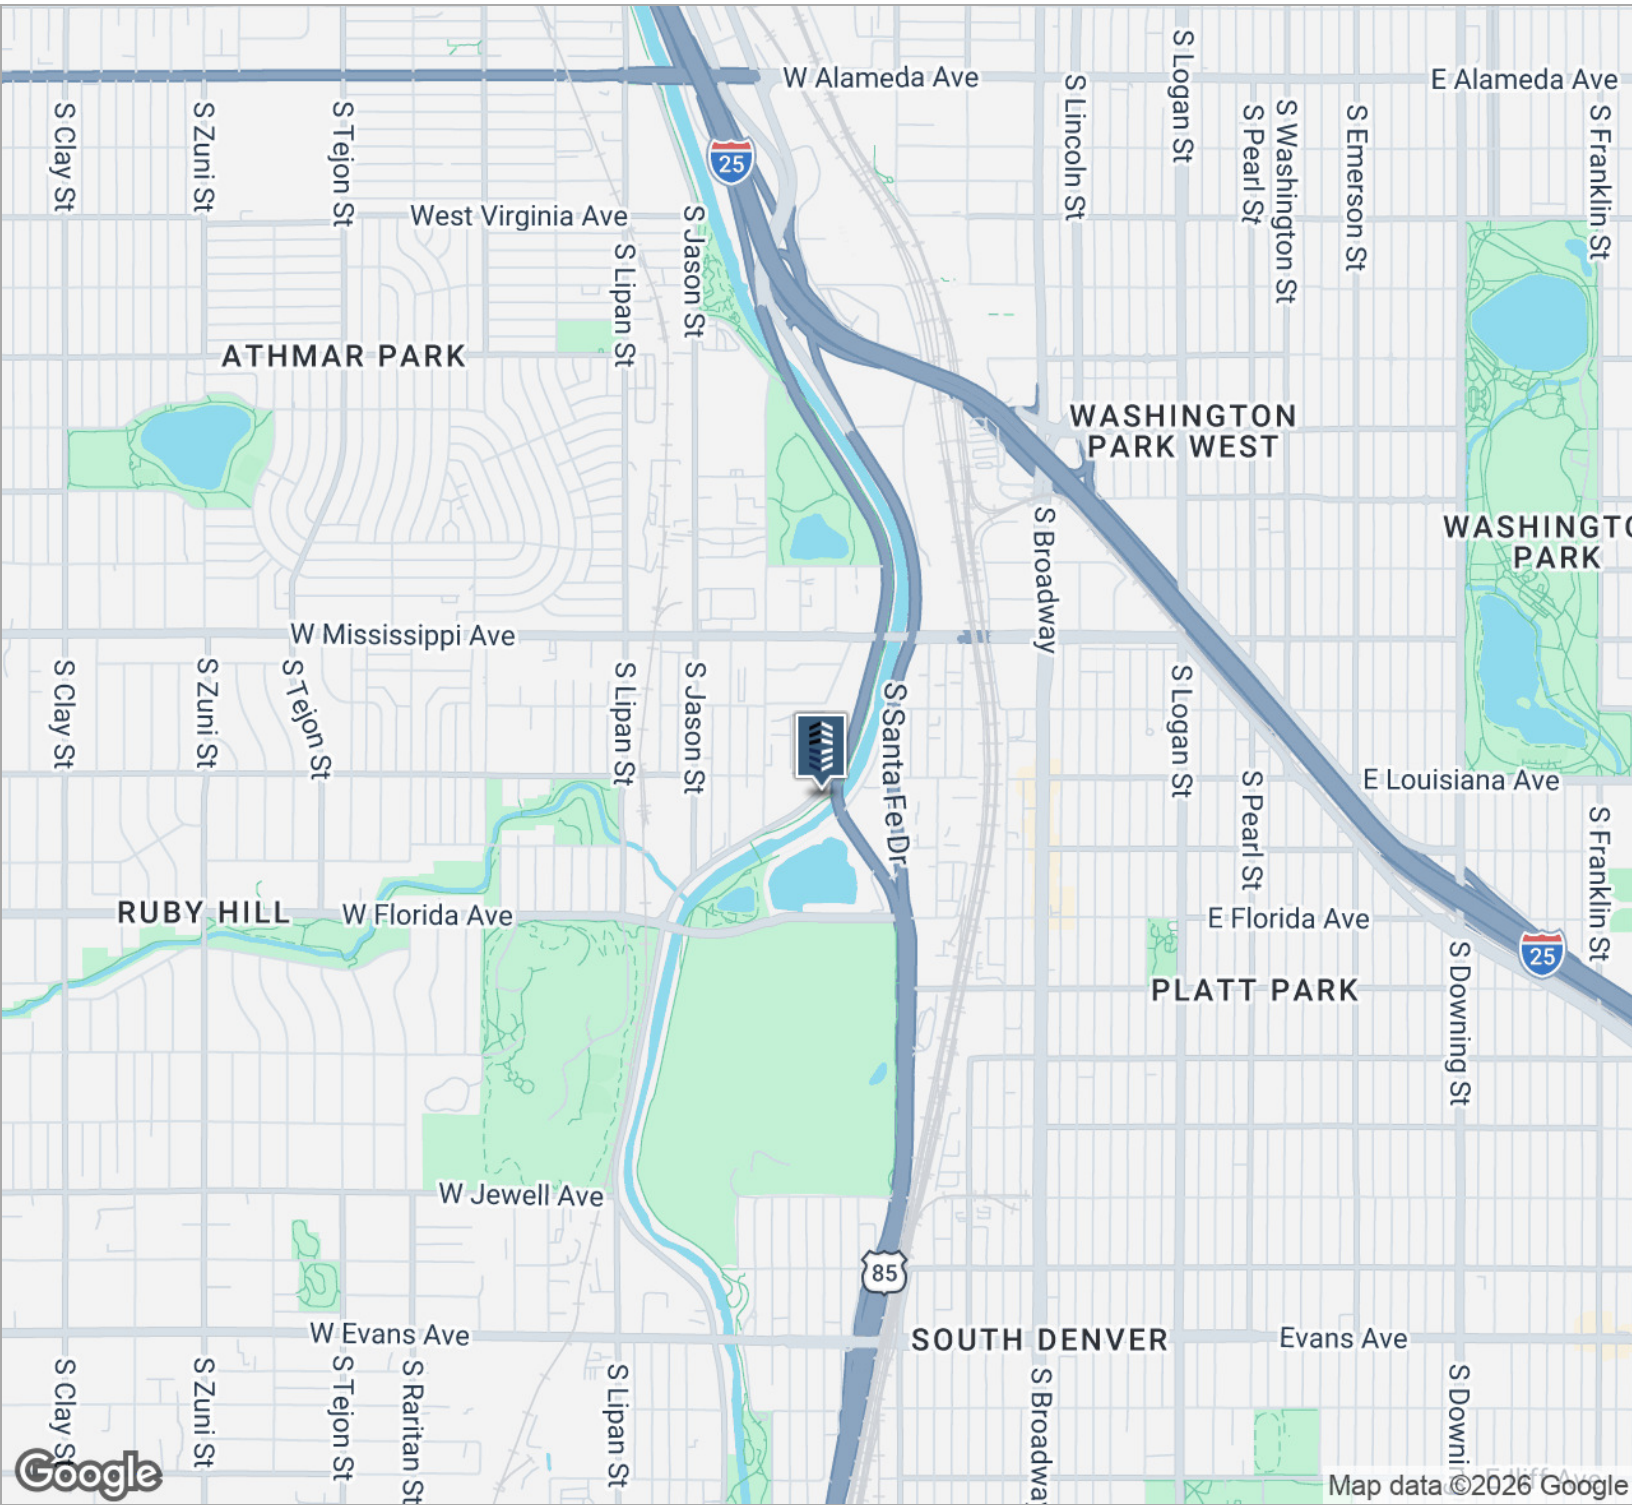 W Alameda Ave
E Alameda Ave
S Logan St
S Clay St
S Zuni St
S Tejon St
S Lincoln St
S Pearl St
S Washington St
S Emerson St
S Franklin St
25
West Virginia Ave
S Jason St
S Lipan St
ATHMAR PARK
WASHINGTON
PARK WEST
S Broadway
WASHINGTO
PARK
W Mississippi Ave
S Clay St
S Zuni St
S Tejon St
S Lipan St
S Jason St
S Santa Fe Dr
S Logan St
S Pearl St
E Louisiana Ave
S Franklin St
RUBY HILL
W Florida Ave
E Florida Ave
25
S Downing St
PLATT PARK
W Jewell Ave
85
W Evans Ave
SOUTH DENVER
Evans Ave
S Clay St
S Zuni St
S Tejon St
S Raritan St
S Lipan St
S Broadway
S Downin
Google
Map data ©2026 Google